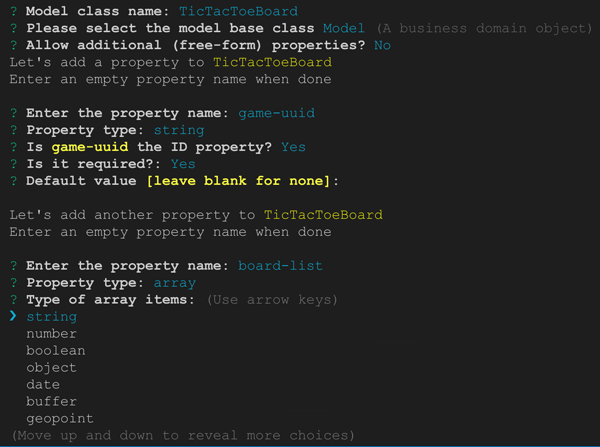 ? Model class name: TicTacToeBoard
? Please select the model base class Model (A business domain object)
? Allow additional (free-form) properties? No
Let's add a property to TicTacToeBoard
Enter an empty property name when done
? Enter the property name: game-uuid
? Property type: string
? Is game-uuid the ID property? Yes
? Is it required?: Yes
? Default value [leave blank for none]:
Let's add another property to TicTacToeBoard
Enter an empty property name when done
? Enter the property name: board-list
? Property type: array
? Type of array items: (Use arrow keys)
❯ string
number
boolean
object
date
buffer
geopoint
(Move up and down to reveal more choices)